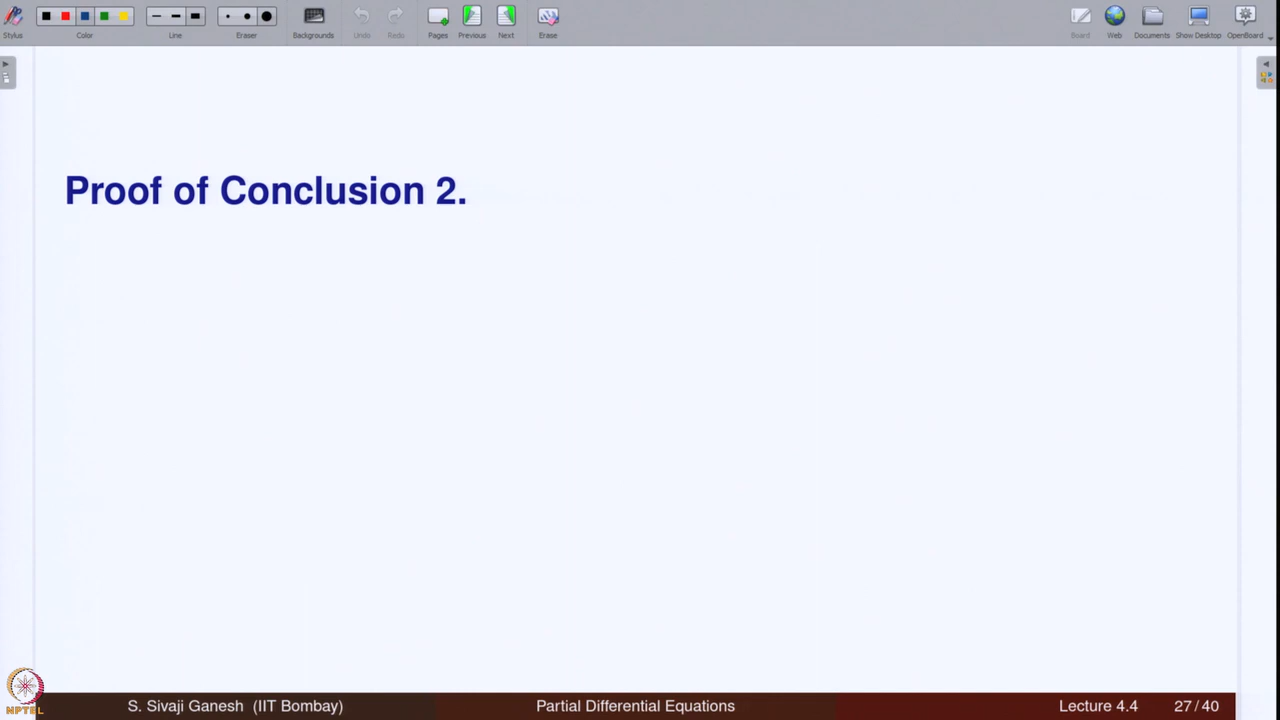 Stylus
Color
Line
Eraser
Backgrounds
Undo
Redo
Pages
Previous
Next
Erase
Board
Web
Documents
Show Desktop
OpenBoard
Proof of Conclusion 2.
NPTEL
S. Sivaji Ganesh (IIT Bombay)
Partial Differential Equations
Lecture 4.4
27 / 40